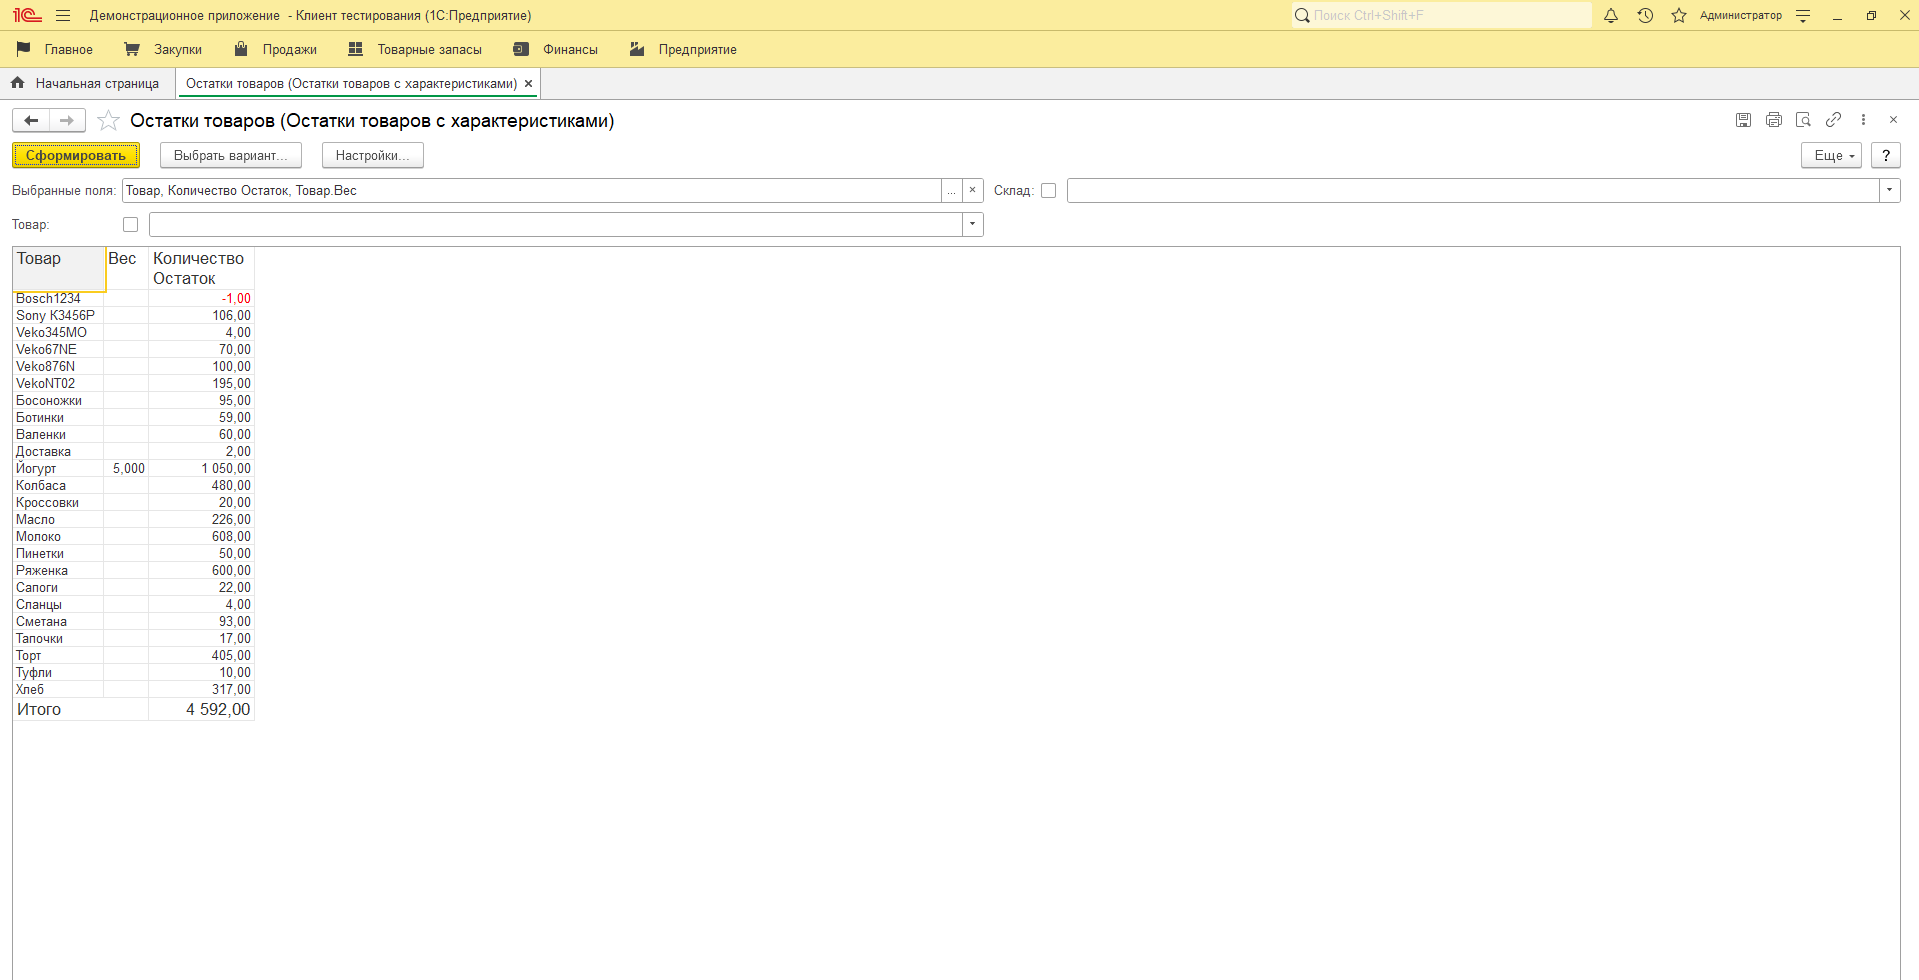 1С Демонстрационное приложение - Клиент тестирования (1С:Предприятие) Поиск Ctrl+Shift+F Администратор
Главное Закупки Продажи Товарные запасы Финансы Предприятие
Начальная страница Остатки товаров (Остатки товаров с характеристиками) ×
Остатки товаров (Остатки товаров с характеристиками)
Сформировать Выбрать вариант... Настройки... Еще ?
Выбранные поля: Товар, Количество Остаток, Товар.Вес ... × Склад:
Товар:
Товар Вес Количество
Остаток
Bosch1234 -1,00
Sony К3456Р 106,00
Veko345MO 4,00
Veko67NE 70,00
Veko876N 100,00
VekoNT02 195,00
Босоножки 95,00
Ботинки 59,00
Валенки 60,00
Доставка 2,00
Йогурт 5,000 1 050,00
Колбаса 480,00
Кроссовки 20,00
Масло 226,00
Молоко 608,00
Пинетки 50,00
Ряженка 600,00
Сапоги 22,00
Сланцы 4,00
Сметана 93,00
Тапочки 17,00
Торт 405,00
Туфли 10,00
Хлеб 317,00
Итого 4 592,00